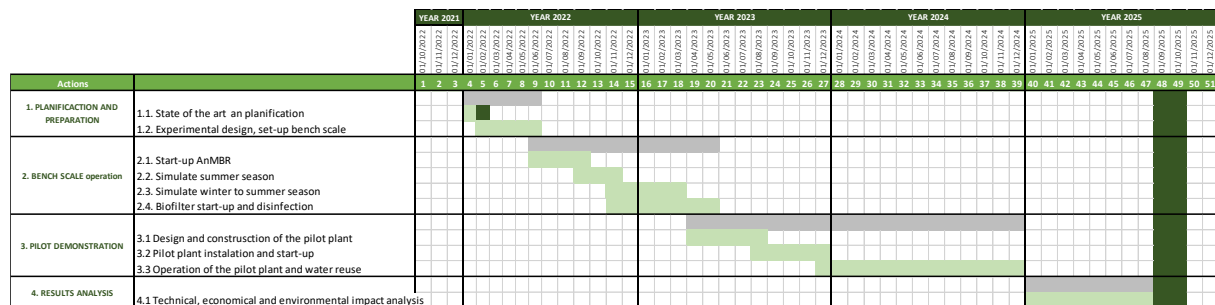 YEAR 2021 YEAR 2022 YEAR 2023 YEAR 2024 YEAR 2025
01/10/2022 01/11/2022 01/12/2022 01/01/2022 01/02/2022 01/03/2022 01/04/2022 01/05/2022 01/06/2022 01/07/2022 01/08/2022 01/09/2022 01/10/2022 01/11/2022 01/12/2022 01/01/2023 01/02/2023 01/03/2023 01/04/2023 01/05/2023 01/06/2023 01/07/2023 01/08/2023 01/09/2023 01/10/2023 01/11/2023 01/12/2023 01/01/2024 01/02/2024 01/03/2024 01/04/2024 01/05/2024 01/06/2024 01/07/2024 01/08/2024 01/09/2024 01/10/2024 01/11/2024 01/12/2024 01/01/2025 01/02/2025 01/03/2025 01/04/2025 01/05/2025 01/06/2025 01/07/2025 01/08/2025 01/09/2025 01/10/2025 01/11/2025 01/12/2025
Actions 1 2 3 4 5 6 7 8 9 10 11 12 13 14 15 16 17 18 19 20 21 22 23 24 25 26 27 28 29 30 31 32 33 34 35 36 37 38 39 40 41 42 43 44 45 46 47 48 49 50 51
1. PLANIFICACTION AND
PREPARATION
1.1. State of the art an planification
1.2. Experimental design, set-up bench scale
2. BENCH SCALE operation
2.1. Start-up AnMBR
2.2. Simulate summer season
2.3. Simulate winter to summer season
2.4. Biofilter start-up and disinfection
3. PILOT DEMONSTRATION
3.1 Design and construsction of the pilot plant
3.2 Pilot plant instalation and start-up
3.3 Operation of the pilot plant and water reuse
4. RESULTS ANALYSIS
4.1 Technical, economical and environmental impact analysis